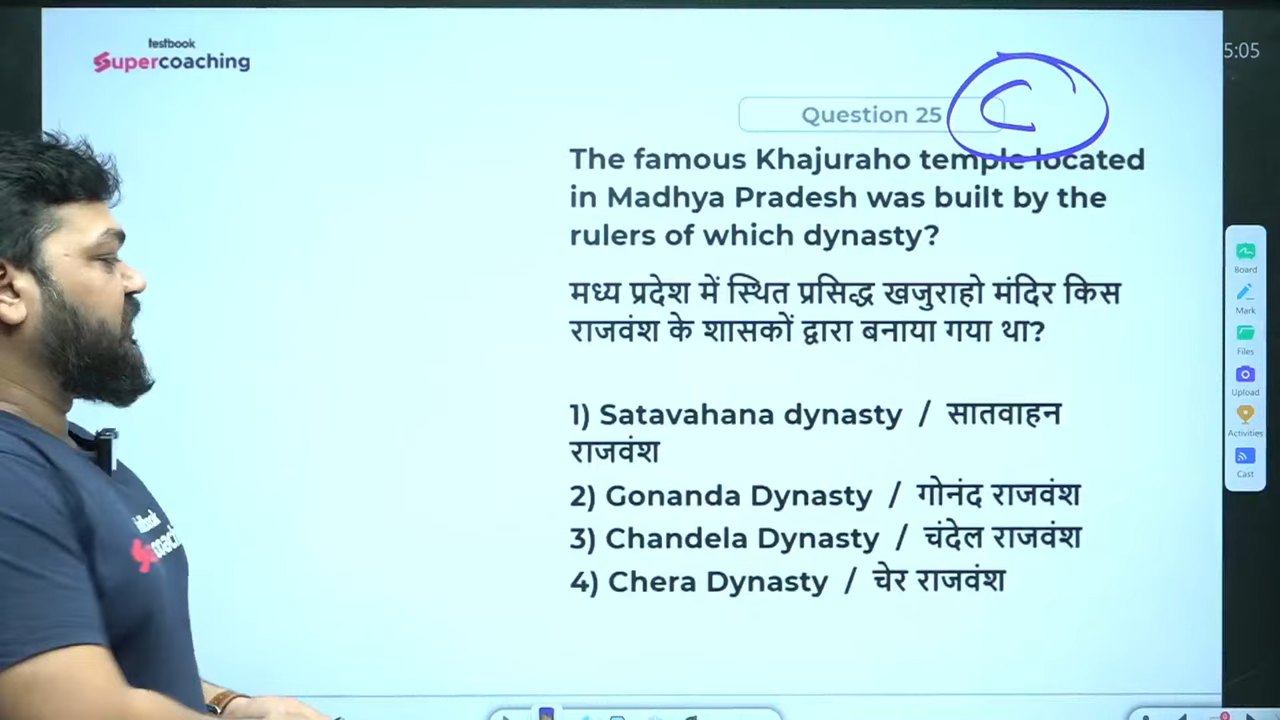 testbook
Supercoaching
5:05
Question 25
C
The famous Khajuraho temple located
in Madhya Pradesh was built by the
rulers of which dynasty?
मध्य प्रदेश में स्थित प्रसिद्ध खजुराहो मंदिर किस
राजवंश के शासकों द्वारा बनाया गया था?
1) Satavahana dynasty / सातवाहन
राजवंश
2) Gonanda Dynasty / गोनंद राजवंश
3) Chandela Dynasty / चंदेल राजवंश
4) Chera Dynasty / चेर राजवंश
Board
Mark
Files
Upload
Activities
Cast